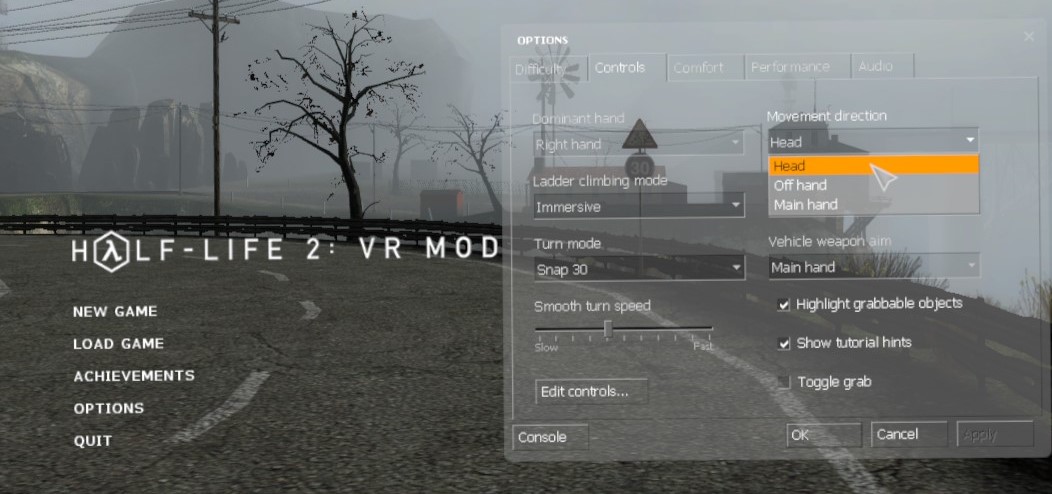 OPTIONS
Difficulty
Controls
Comfort
Performance
Audio
Dominant hand
Right hand
Ladder climbing mode
Immersive
Turn mode
Snap 30
Smooth turn speed
Slow
Fast
Edit controls...
Console
Movement direction
Head
Head
Off hand
Main hand
Vehicle weapon aim
Main hand
Highlight grabbable objects
Show tutorial hints
Toggle grab
OK
Cancel
Apply
30
HλLF-LIFE 2: VR MOD
NEW GAME
LOAD GAME
ACHIEVEMENTS
OPTIONS
QUIT